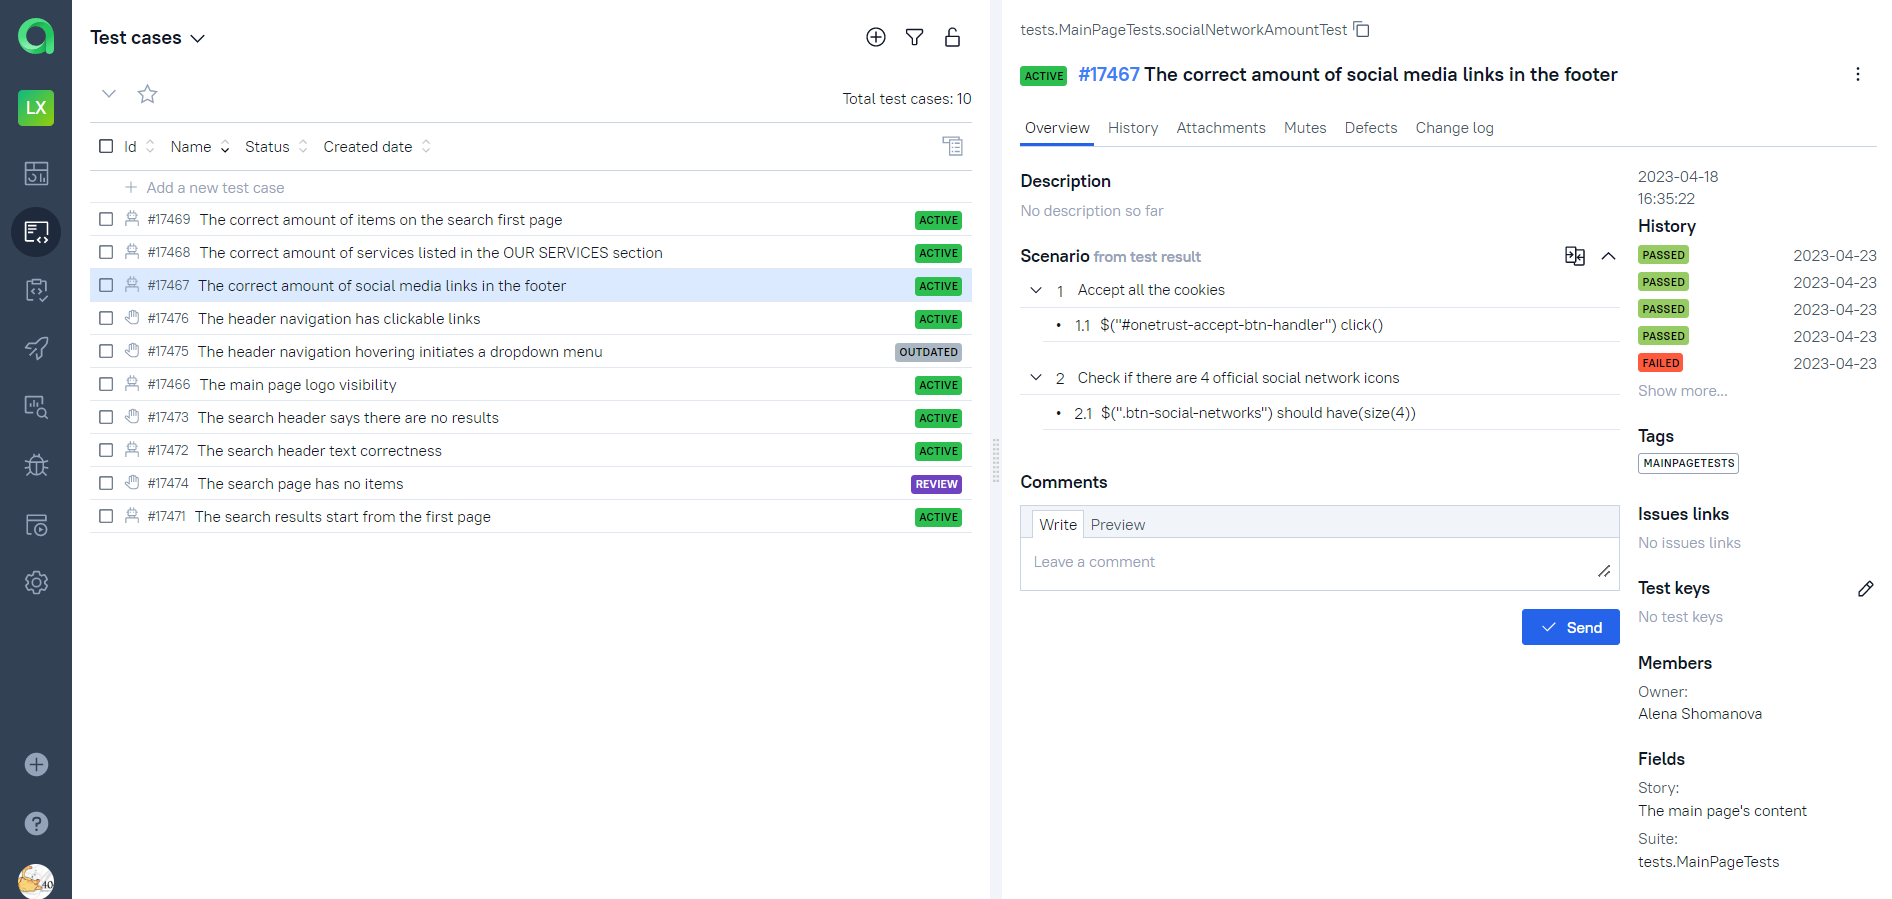 LX
?
40
Test cases
Total test cases: 10
Id Name Status Created date
Add a new test case
#17469 The correct amount of items on the search first page ACTIVE
#17468 The correct amount of services listed in the OUR SERVICES section ACTIVE
#17467 The correct amount of social media links in the footer ACTIVE
#17476 The header navigation has clickable links ACTIVE
#17475 The header navigation hovering initiates a dropdown menu OUTDATED
#17466 The main page logo visibility ACTIVE
#17473 The search header says there are no results ACTIVE
#17472 The search header text correctness ACTIVE
#17474 The search page has no items REVIEW
#17471 The search results start from the first page ACTIVE
tests.MainPageTests.socialNetworkAmountTest
ACTIVE #17467 The correct amount of social media links in the footer
Overview History Attachments Mutes Defects Change log
Description
No description so far
Scenario from test result
1 Accept all the cookies
• 1.1 $("#onetrust-accept-btn-handler") click()
2 Check if there are 4 official social network icons
• 2.1 $(".btn-social-networks") should have(size(4))
Comments
Write Preview
Leave a comment
Send
2023-04-18
16:35:22
History
PASSED 2023-04-23
PASSED 2023-04-23
PASSED 2023-04-23
PASSED 2023-04-23
FAILED 2023-04-23
Show more...
Tags
MAINPAGETESTS
Issues links
No issues links
Test keys
No test keys
Members
Owner:
Alena Shomanova
Fields
Story:
The main page's content
Suite:
tests.MainPageTests